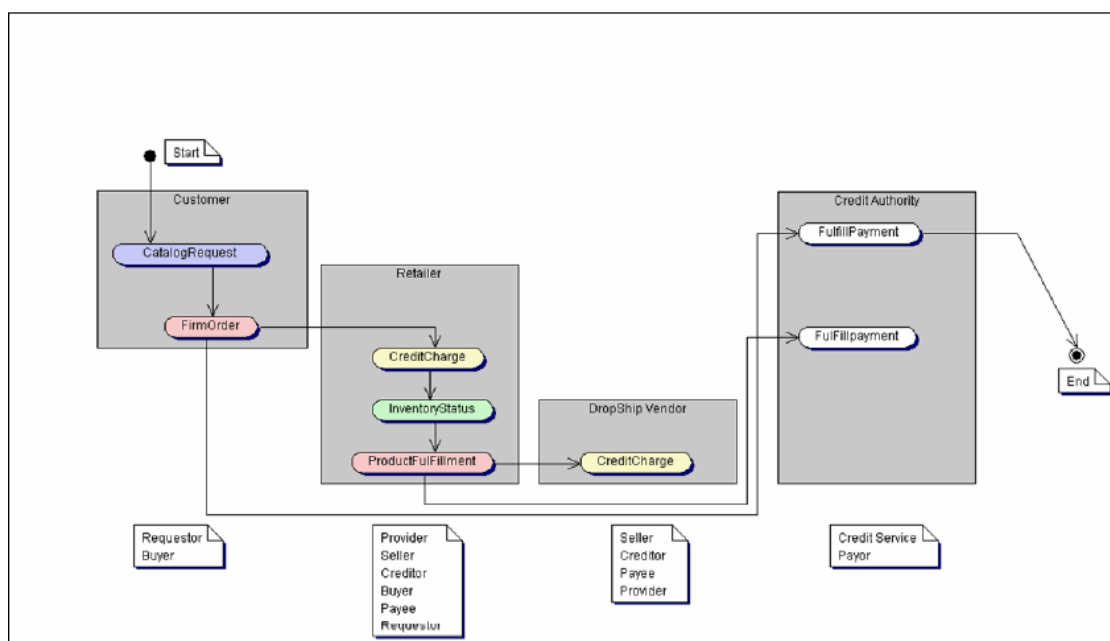 Start
Customer
CatalogRequest
FirmOrder
Retailer
CreditCharge
InventoryStatus
ProductFulFillment
DropShip Vendor
CreditCharge
Credit Authority
FulfillPayment
FulFillpayment
End
Requestor
Buyer
Provider
Seller
Creditor
Buyer
Payee
Requestor
Seller
Creditor
Payee
Provider
Credit Service
Payor